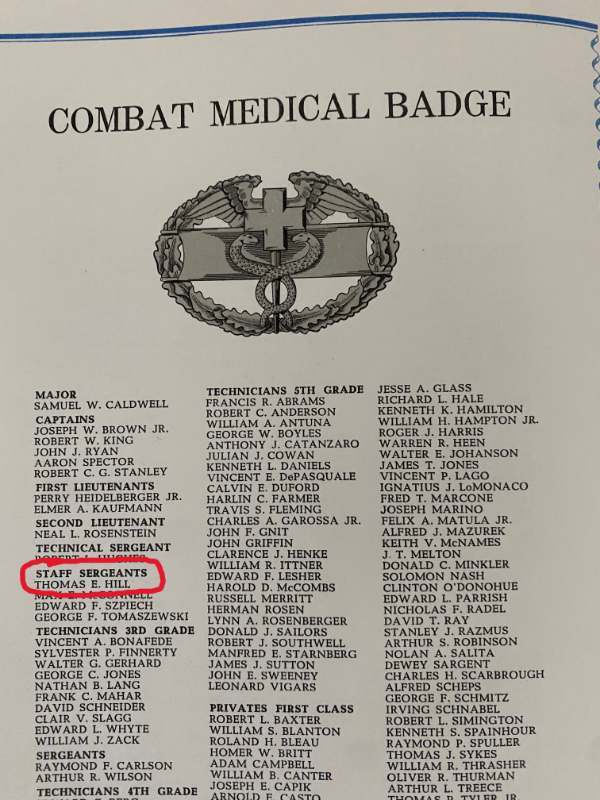 COMBAT MEDICAL BADGE
MAJOR
SAMUEL W. CALDWELL
CAPTAINS
JOSEPH W. BROWN JR.
ROBERT W. KING
JOHN J. RYAN
AARON SPECTOR
ROBERT C. G. STANLEY
FIRST LIEUTENANTS
PERRY HEIDELBERGER JR.
ELMER A. KAUFMANN
SECOND LIEUTENANT
NEAL L. ROSENSTEIN
TECHNICAL SERGEANT
ROBERT L. HUGHES
STAFF SERGEANTS
THOMAS E. HILL
MAX E. McCONNELL
EDWARD F. SZPIECH
GEORGE F. TOMASZEWSKI
TECHNICIANS 3RD GRADE
VINCENT A. BONAFEDE
SYLVESTER P. FINNERTY
WALTER G. GERHARD
GEORGE C. JONES
NATHAN B. LANG
FRANK C. MAHAR
DAVID SCHNEIDER
CLAIR V. SLAGG
EDWARD L. WHYTE
WILLIAM J. ZACK
SERGEANTS
RAYMOND F. CARLSON
ARTHUR R. WILSON
TECHNICIANS 4TH GRADE
TECHNICIANS 5TH GRADE
FRANCIS R. ABRAMS
ROBERT C. ANDERSON
WILLIAM A. ANTUNA
GEORGE W. BOYLES
ANTHONY J. CATANZARO
JULIAN J. COWAN
KENNETH L. DANIELS
VINCENT E. DePASQUALE
CALVIN E. DUFORD
HARLIN C. FARMER
TRAVIS S. FLEMING
CHARLES A. GAROSSA JR.
JOHN F. GNIT
JOHN GRIFFIN
CLARENCE J. HENKE
WILLIAM R. ITTNER
EDWARD F. LESHER
HAROLD D. McCOMBS
RUSSELL MERRITT
HERMAN ROSEN
LYNN A. ROSENBERGER
DONALD J. SAILORS
ROBERT J. SOUTHWELL
MANFRED E. STARNBERG
JAMES J. SUTTON
JOHN E. SWEENEY
LEONARD VIGARS
PRIVATES FIRST CLASS
ROBERT L. BAXTER
WILLIAM S. BLANTON
ROLAND H. BLEAU
HOMER W. BRITT
ADAM CAMPBELL
WILLIAM B. CANTER
JOSEPH E. CAPIK
ARNOLD E. CASTO
JESSE A. GLASS
RICHARD L. HALE
KENNETH K. HAMILTON
WILLIAM H. HAMPTON JR.
ROGER J. HARRIS
WARREN R. HEEN
WALTER E. JOHANSON
JAMES T. JONES
VINCENT P. LAGO
IGNATIUS J. LoMONACO
FRED T. MARCONE
JOSEPH MARINO
FELIX A. MATULA JR.
ALFRED J. MAZUREK
KEITH V. McNAMES
J. T. MELTON
DONALD C. MINKLER
SOLOMON NASH
CLINTON O'DONOHUE
EDWARD L. PARRISH
NICHOLAS F. RADEL
DAVID T. RAY
STANLEY J. RAZMUS
ARTHUR S. ROBINSON
NOLAN A. SALITA
DEWEY SARGENT
CHARLES H. SCARBROUGH
ALFRED SCHEPS
GEORGE F. SCHMITZ
IRVING SCHNABEL
ROBERT L. SIMINGTON
KENNETH S. SPAINHOUR
RAYMOND P. SPULLER
THOMAS J. SYKES
WILLIAM R. THRASHER
OLIVER R. THURMAN
ARTHUR L. TREECE
THOMAS P. TYLER JR.